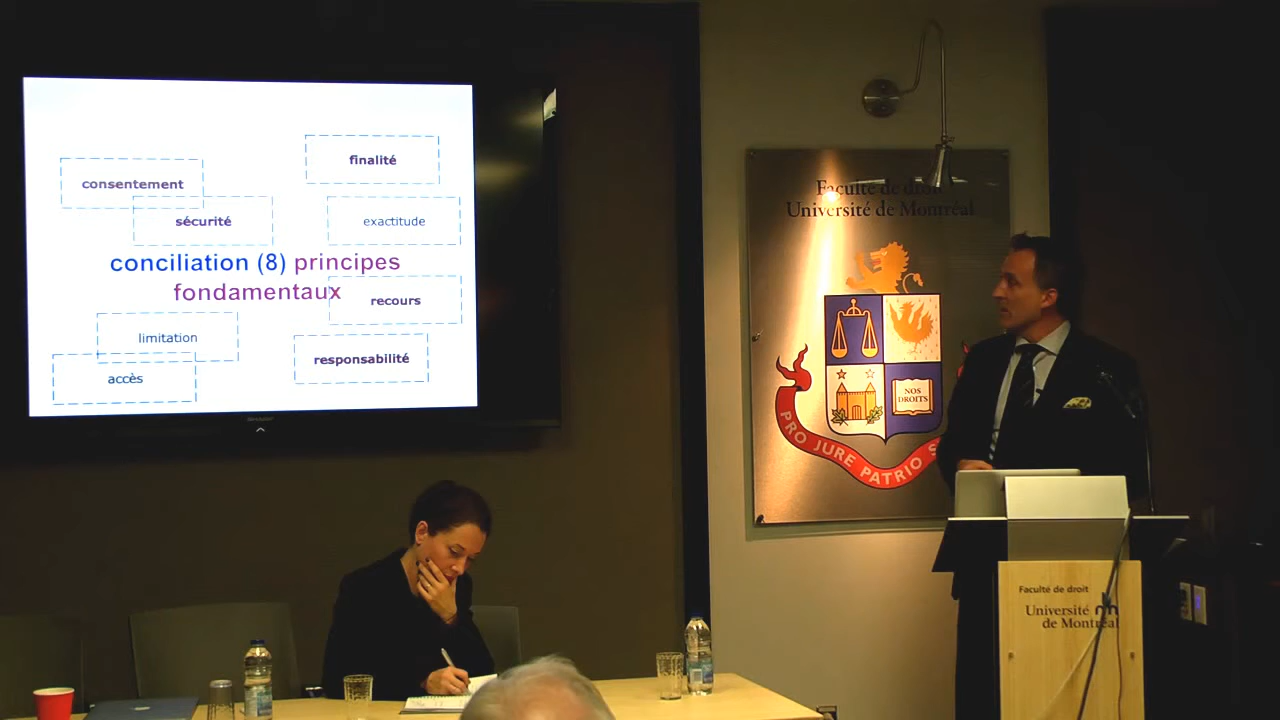 finalité
consentement
sécurité
exactitude
conciliation (8) principes
fondamentaux
recours
limitation
responsabilité
accès
Faculté de droit
Université de Montréal
NOS
DROITS
PRO JURE PATRIO
Faculté de droit
Université
de Montréal